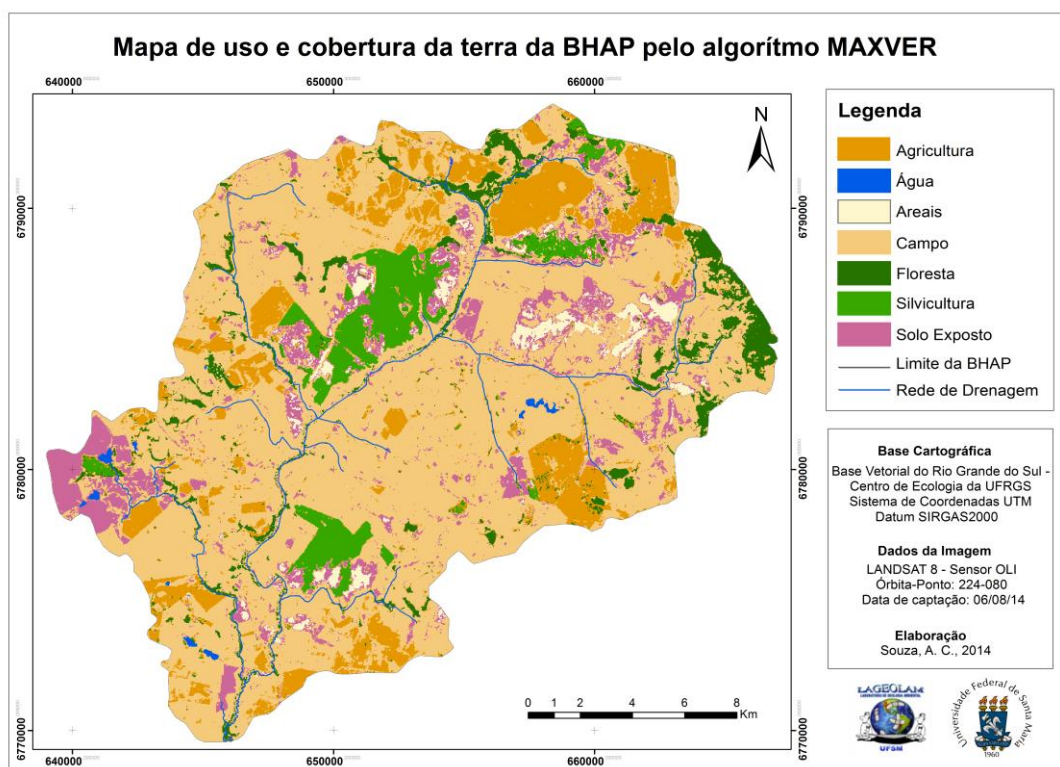 Mapa de uso e cobertura da terra da BHAP pelo algorítmo MAXVER
640000
650000
660000
N
6790000
6790000
6780000
6780000
6770000
6770000
0 1 2 4 6 8
Km
640000
650000
660000
Legenda
Agricultura
Água
Areais
Campo
Floresta
Silvicultura
Solo Exposto
Limite da BHAP
Rede de Drenagem
Base Cartográfica
Base Vetorial do Rio Grande do Sul -
Centro de Ecologia da UFRGS
Sistema de Coordenadas UTM
Datum SIRGAS2000
Dados da Imagem
LANDSAT 8 - Sensor OLI
Órbita-Ponto: 224-080
Data de captação: 06/08/14
Elaboração
Souza, A. C., 2014
LAGEOLAM
UFSM
Universidade Federal de Santa Maria
1960